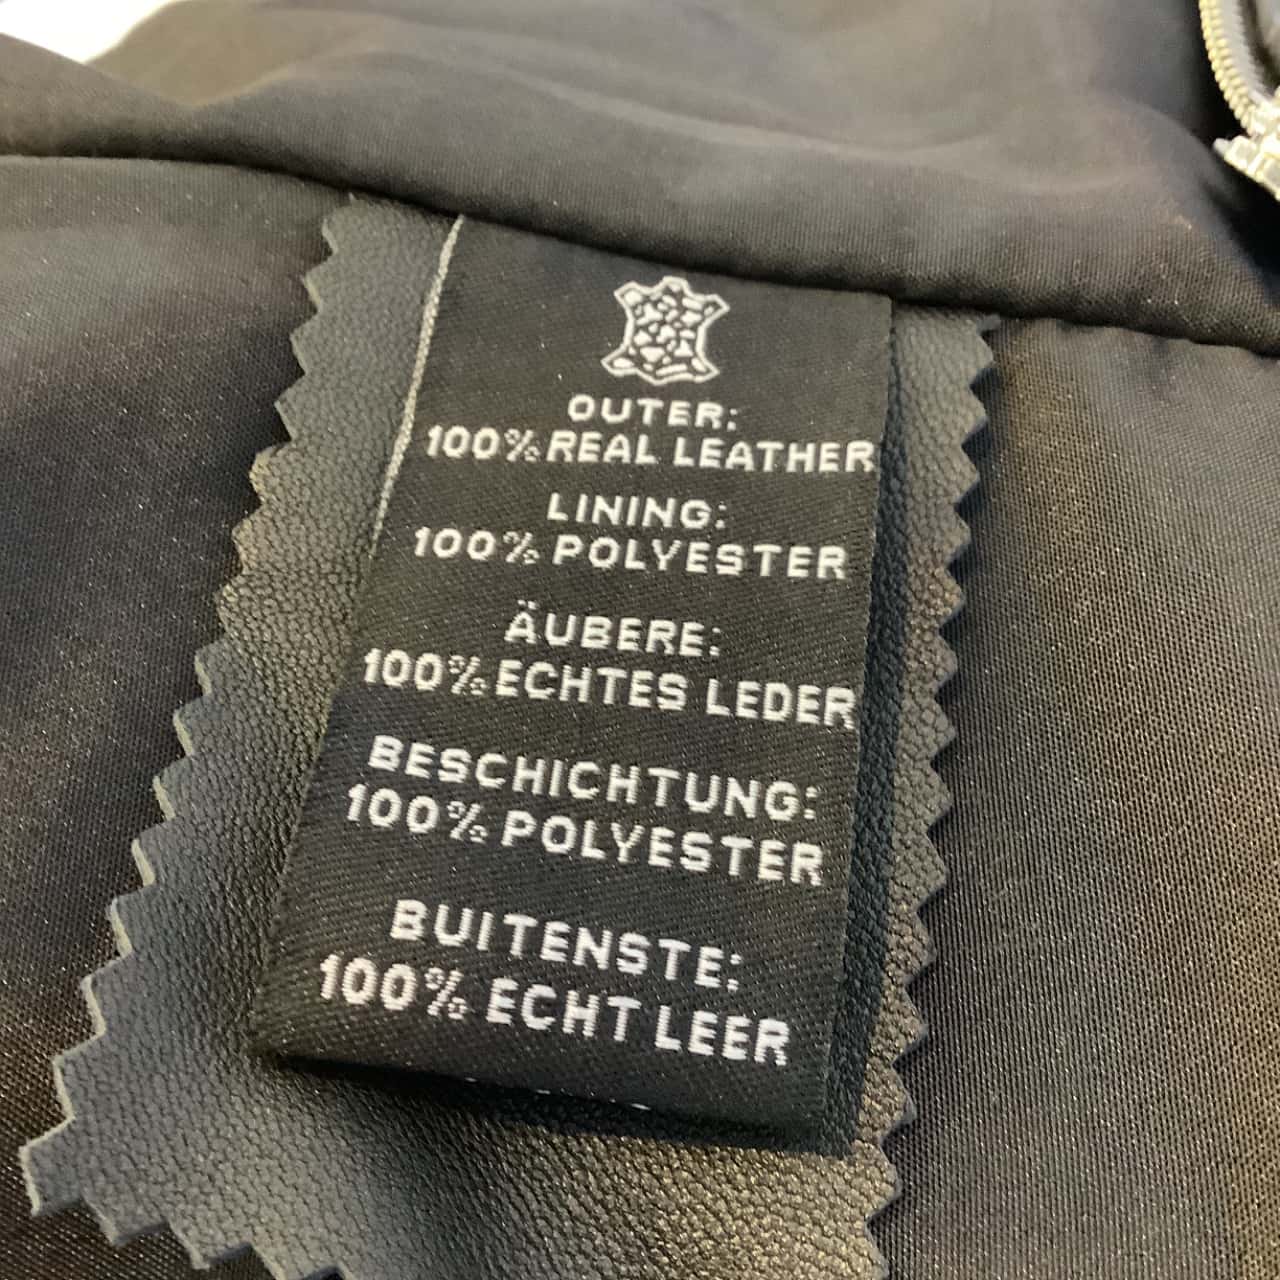 OUTER:
100% REAL LEATHER
LINING:
100% POLYESTER
ÄUBERE:
100% ECHTES LEDER
BESCHICHTUNG:
100% POLYESTER
BUITENSTE:
100% ECHT LEER